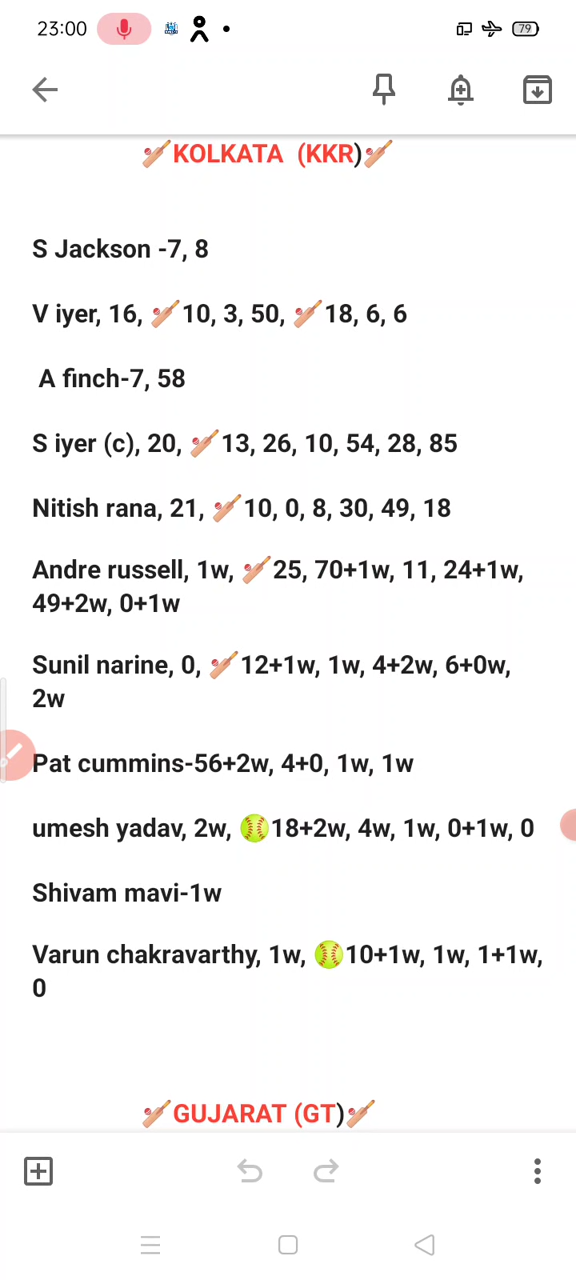 23:00
79
KOLKATA (KKR)
S Jackson -7, 8
V iyer, 16, 🏏10, 3, 50, 🏏18, 6, 6
A finch-7, 58
S iyer (c), 20, 🏏13, 26, 10, 54, 28, 85
Nitish rana, 21, 🏏10, 0, 8, 30, 49, 18
Andre russell, 1w, 🏏25, 70+1w, 11, 24+1w,
49+2w, 0+1w
Sunil narine, 0, 🏏12+1w, 1w, 4+2w, 6+0w,
2w
Pat cummins-56+2w, 4+0, 1w, 1w
umesh yadav, 2w, 🥎18+2w, 4w, 1w, 0+1w, 0
Shivam mavi-1w
Varun chakravarthy, 1w, 🥎10+1w, 1w, 1+1w,
0
GUJARAT (GT)